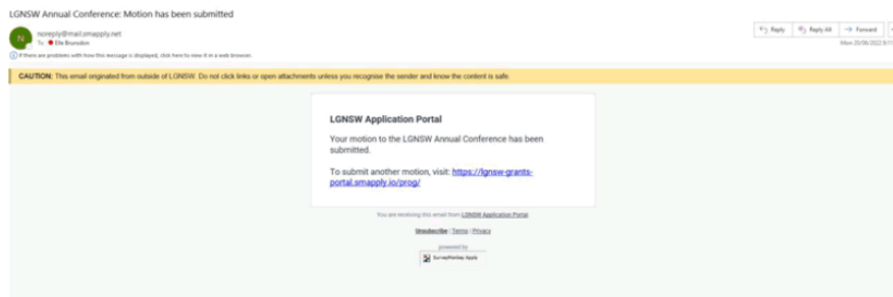 LGNSW Annual Conference: Motion has been submitted
N
noreply@mail.smapply.net
To Elle Brunsdon
Reply
Reply All
Forward
Mon 20/06/2022
If there are problems with how this message is displayed, click here to view it in a web browser.
CAUTION: This email originated from outside of LGNSW. Do not click links or open attachments unless you recognise the sender and know the content is safe.
LGNSW Application Portal
Your motion to the LGNSW Annual Conference has been
submitted.
To submit another motion, visit: https://lgnsw-grants-
portal.smapply.io/prog/
You are receiving this email from LGNSW Application Portal
Unsubscribe | Terms | Privacy
powered by
SurveyMonkey Apply